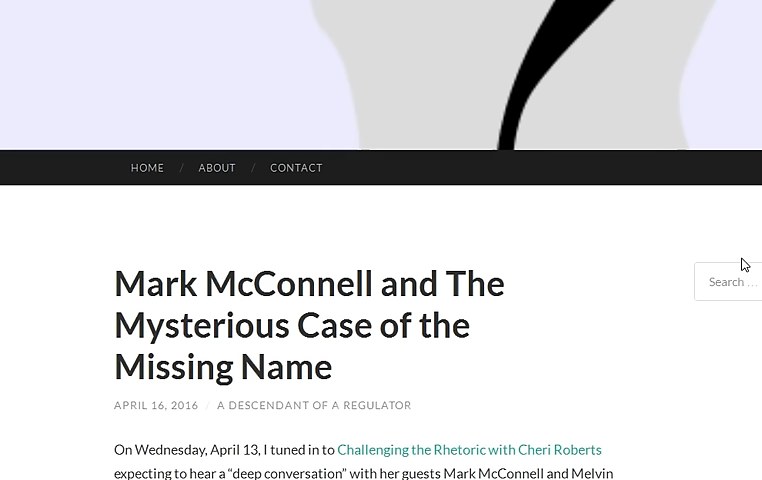 HOME / ABOUT / CONTACT
Search ...
Mark McConnell and The
Mysterious Case of the
Missing Name
APRIL 16, 2016 / A DESCENDANT OF A REGULATOR
On Wednesday, April 13, I tuned in to Challenging the Rhetoric with Cheri Roberts
expecting to hear a “deep conversation” with her guests Mark McConnell and Melvin